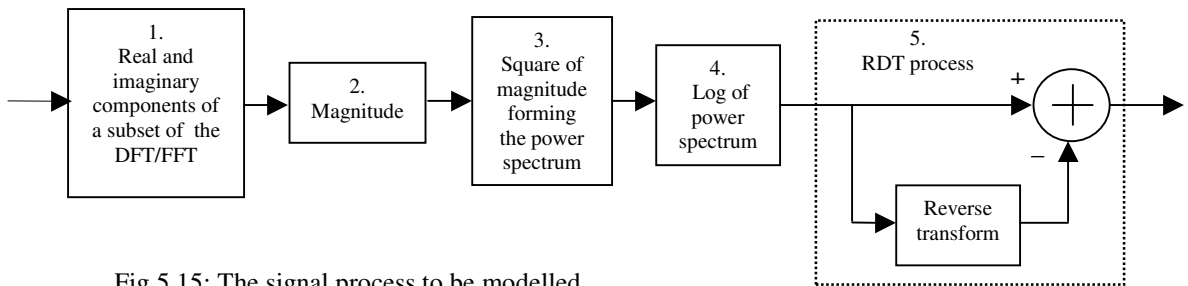 1.
Real and
imaginary
components of
a subset of the
DFT/FFT
2.
Magnitude
3.
Square of
magnitude
forming
the power
spectrum
4.
Log of
power
spectrum
5.
RDT process
+
−
Reverse
transform
Fig 5.15: The signal process to be modelled